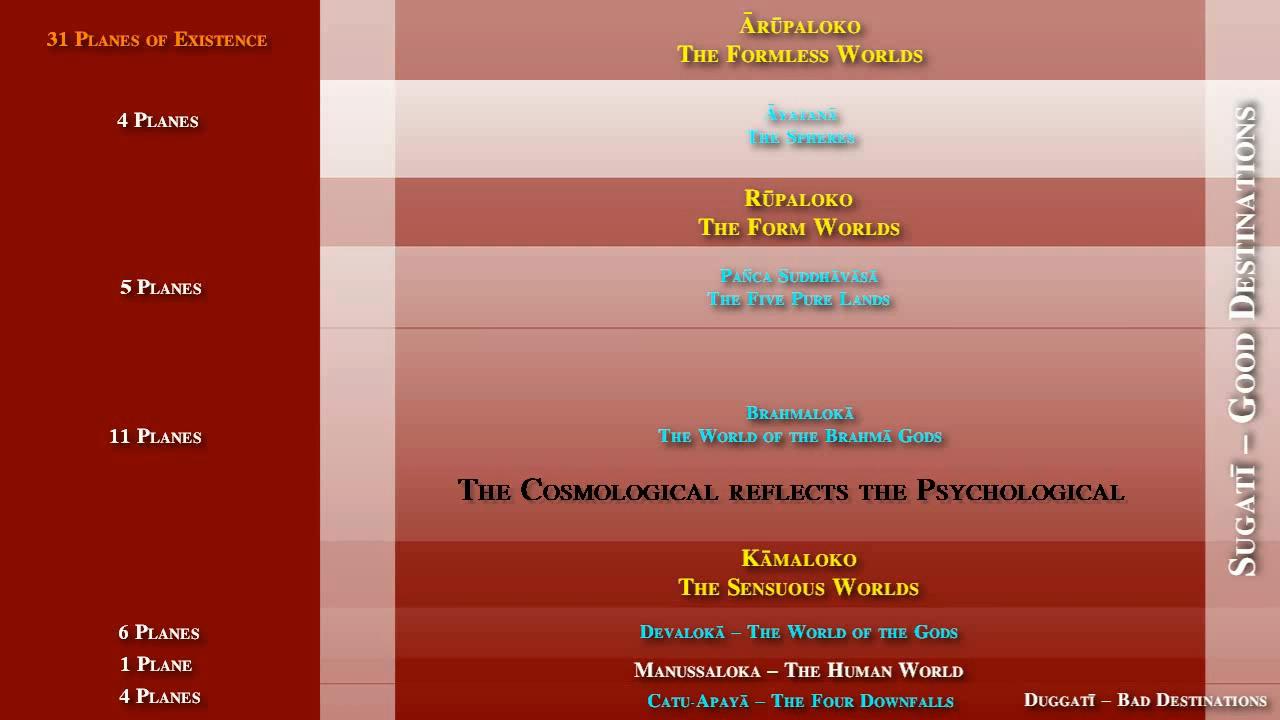 31 Planes of Existence
Ārūpaloko
The Formless Worlds
4 Planes
Āyatanā
The Spheres
Rūpaloko
The Form Worlds
5 Planes
Pañca Suddhāvāsā
The Five Pure Lands
11 Planes
Brahmalokā
The World of the Brahmā Gods
The Cosmological reflects the Psychological
Kāmaloko
The Sensuous Worlds
6 Planes
Devalokā – The World of the Gods
1 Plane
Manussaloka – The Human World
4 Planes
Catu-Apayā – The Four Downfalls
Sugatī – Good Destinations
Duggatī – Bad Destinations